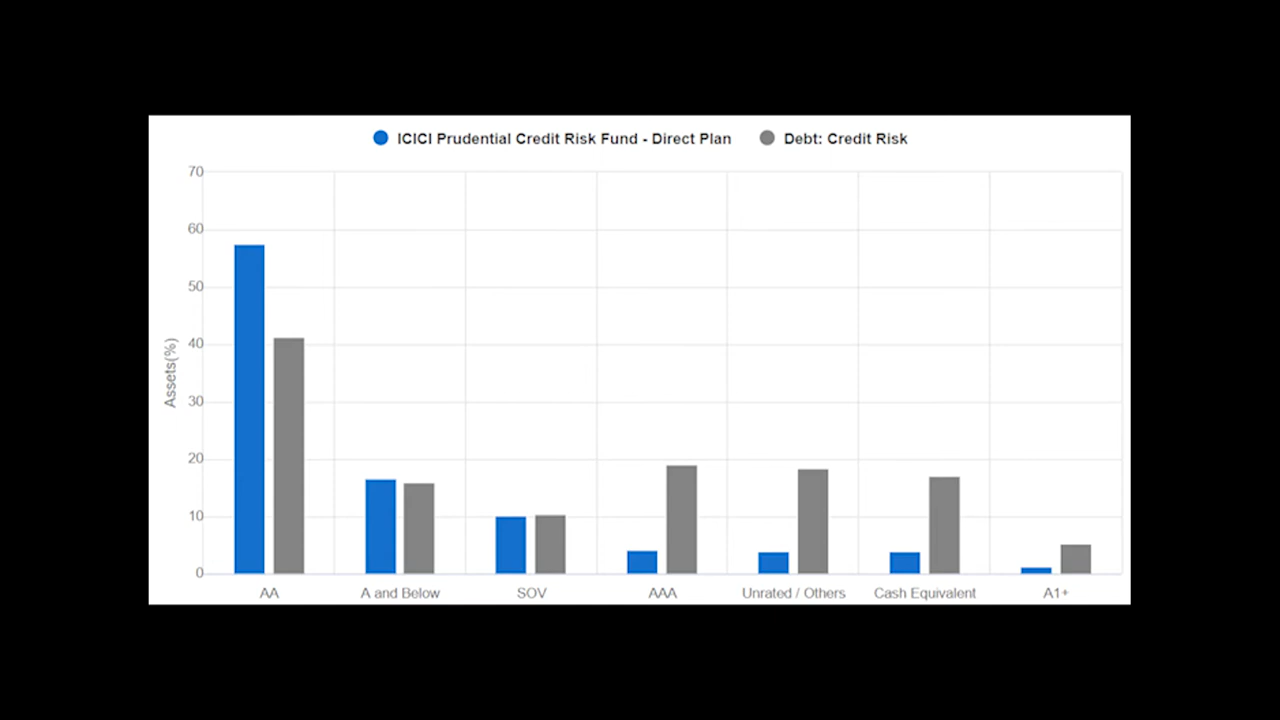 ICICI Prudential Credit Risk Fund - Direct Plan Debt: Credit Risk
70
60
50
40
30
20
10
0
Assets(%)
AA A and Below SOV AAA Unrated / Others Cash Equivalent A1+